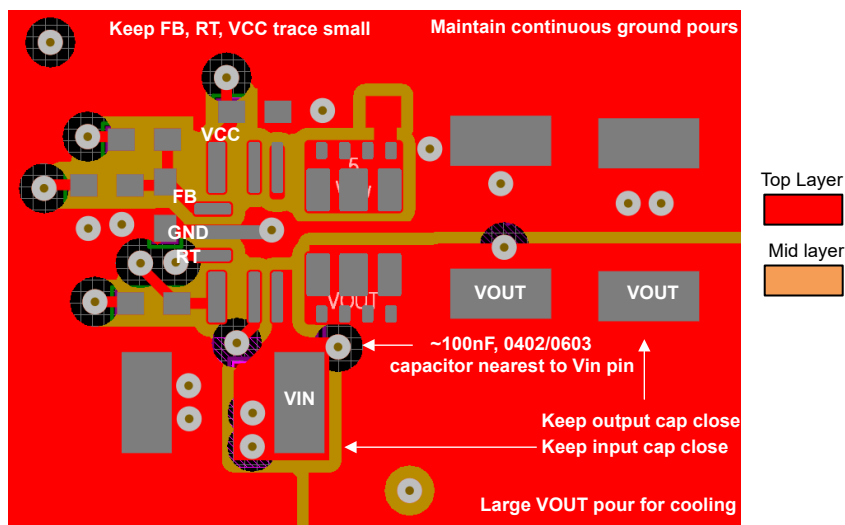 Keep FB, RT, VCC trace small
Maintain continuous ground pours
VCC
5
FB
GND
RT
VOUT
VOUT
VOUT
VIN
~100nF, 0402/0603
capacitor nearest to Vin pin
Keep output cap close
Keep input cap close
Large VOUT pour for cooling
Top Layer
Mid layer